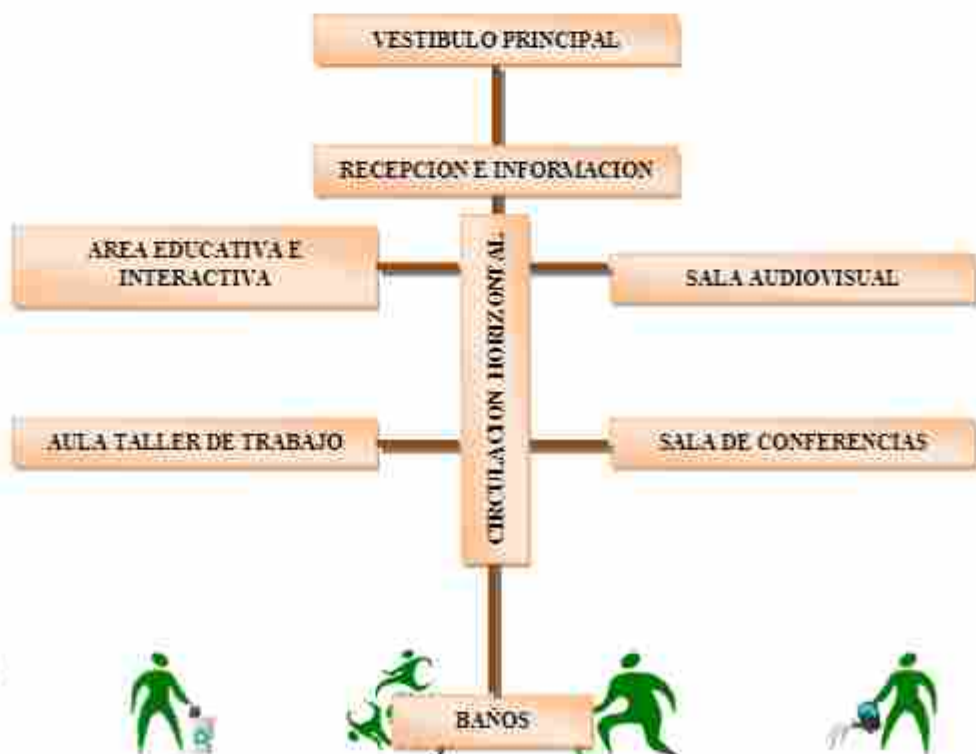 VESTIBULO PRINCIPAL
RECEPCION E INFORMACION
AREA EDUCATIVA E
INTERACTIVA
SALA AUDIOVISUAL
CIRCULACION HORIZONTAL
AULA TALLER DE TRABAJO
SALA DE CONFERENCIAS
BAÑOS